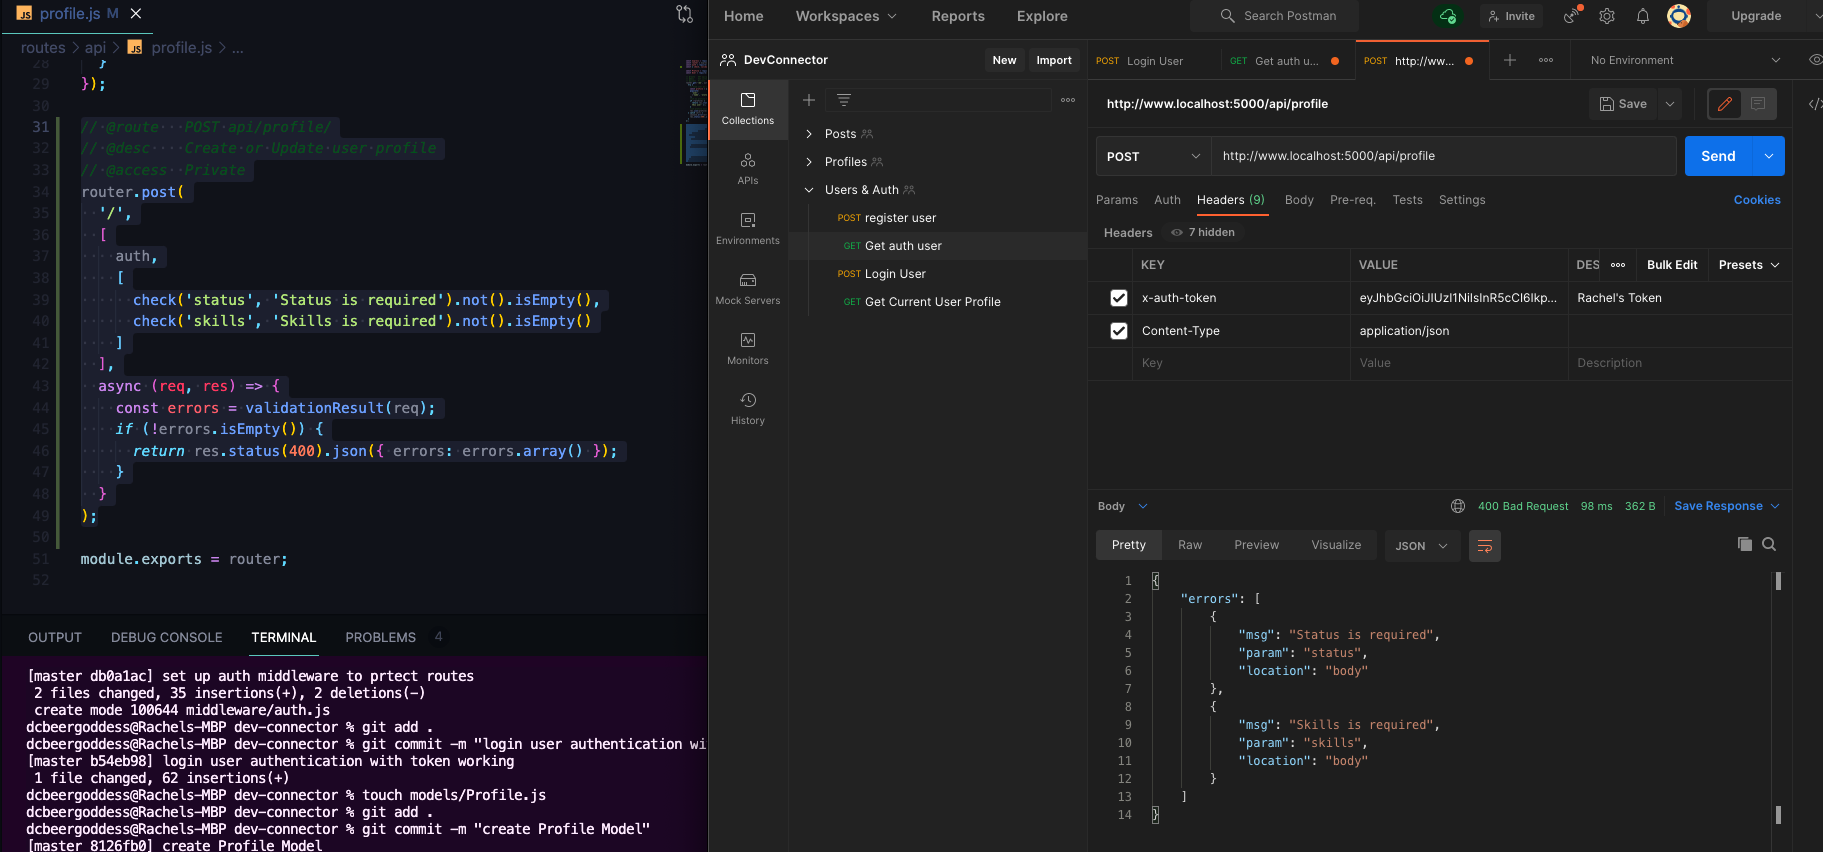 JS profile.js M
routes > api > JS profile.js > ...
28 }
29 });
30
31 // @route POST api/profile/
32 // @desc Create or Update user profile
33 // @access Private
34 router.post(
35 '/',
36 [
37 auth,
38 [
39 check('status', 'Status is required').not().isEmpty(),
40 check('skills', 'Skills is required').not().isEmpty()
41 ]
42 ],
43 async (req, res) => {
44 const errors = validationResult(req);
45 if (!errors.isEmpty()) {
46 return res.status(400).json({ errors: errors.array() });
47 }
48 }
49 );
50
51 module.exports = router;
52
OUTPUT DEBUG CONSOLE TERMINAL PROBLEMS 4
[master db0a1ac] set up auth middleware to prtect routes
2 files changed, 35 insertions(+), 2 deletions(-)
create mode 100644 middleware/auth.js
dcbeergoddess@Rachels-MBP dev-connector % git add .
dcbeergoddess@Rachels-MBP dev-connector % git commit -m "login user authentication wi
[master b54eb98] login user authentication with token working
1 file changed, 62 insertions(+)
dcbeergoddess@Rachels-MBP dev-connector % touch models/Profile.js
dcbeergoddess@Rachels-MBP dev-connector % git add .
dcbeergoddess@Rachels-MBP dev-connector % git commit -m "create Profile Model"
[master 8126fb0] create Profile Model
Home Workspaces Reports Explore Search Postman Invite Upgrade
DevConnector New Import
Collections
APIs
Environments
Mock Servers
Monitors
History
Posts
Profiles
Users & Auth
POST register user
GET Get auth user
POST Login User
GET Get Current User Profile
POST Login User GET Get auth u... POST http://ww... No Environment
http://www.localhost:5000/api/profile Save
POST http://www.localhost:5000/api/profile Send
Params Auth Headers (9) Body Pre-req. Tests Settings Cookies
Headers 7 hidden
KEY VALUE DES Bulk Edit Presets
x-auth-token eyJhbGciOiJIUzI1NiIsInR5cCI6Ikp... Rachel's Token
Content-Type application/json
Key Value Description
Body 400 Bad Request 98 ms 362 B Save Response
Pretty Raw Preview Visualize JSON
1 {
2 "errors": [
3 {
4 "msg": "Status is required",
5 "param": "status",
6 "location": "body"
7 },
8 {
9 "msg": "Skills is required",
10 "param": "skills",
11 "location": "body"
12 }
13 ]
14 }